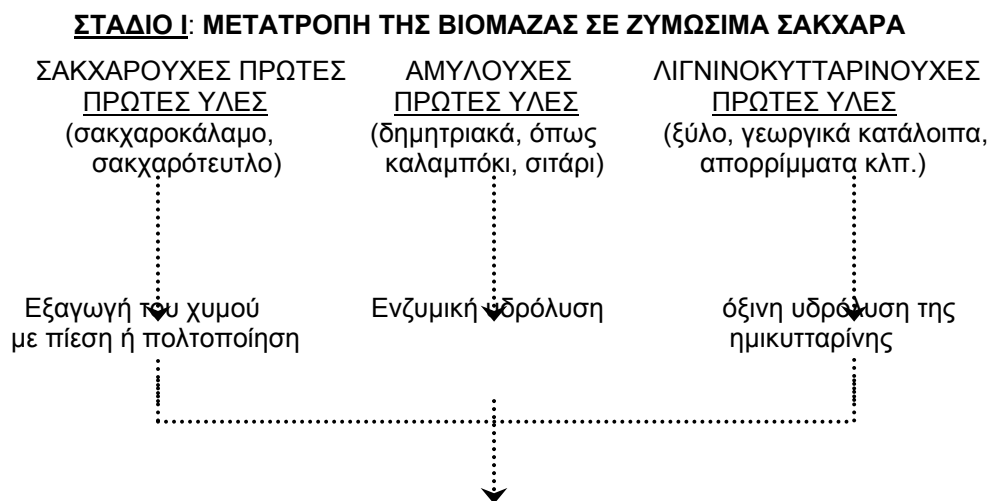 ΣΤΑΔΙΟ Ι: ΜΕΤΑΤΡΟΠΗ ΤΗΣ ΒΙΟΜΑΖΑΣ ΣΕ ΖΥΜΩΣΙΜΑ ΣΑΚΧΑΡΑ
ΣΑΚΧΑΡΟΥΧΕΣ ΠΡΩΤΕΣ
ΠΡΩΤΕΣ ΥΛΕΣ
(σακχαροκάλαμο,
σακχαρότευτλο)
ΑΜΥΛΟΥΧΕΣ
ΠΡΩΤΕΣ ΥΛΕΣ
(δημητριακά, όπως
καλαμπόκι, σιτάρι)
ΛΙΓΝΙΝΟΚΥΤΤΑΡΙΝΟΥΧΕΣ
ΠΡΩΤΕΣ ΥΛΕΣ
(ξύλο, γεωργικά κατάλοιπα,
απορρίμματα κλπ.)
Εξαγωγή του χυμού
με πίεση ή πολτοποίηση
Ενζυμική υδρόλυση
όξινη υδρόλυση της
ημικυτταρίνης